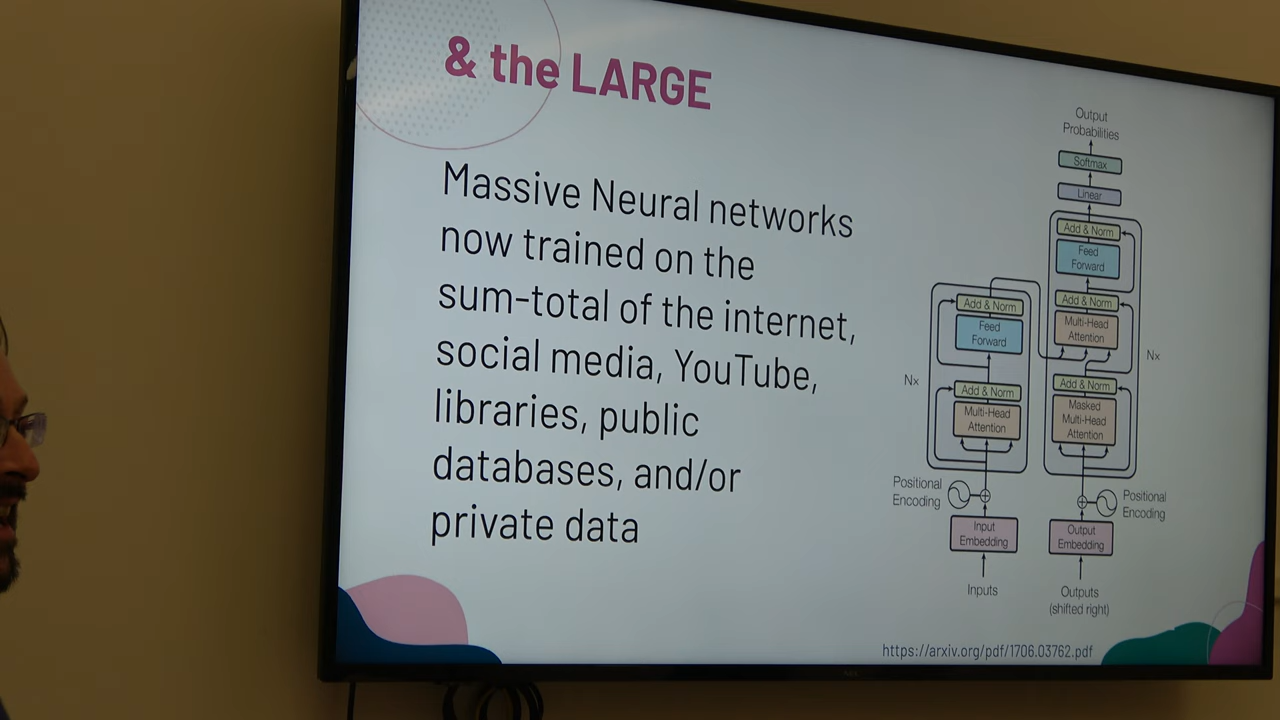 & the LARGE
Massive Neural networks
now trained on the
sum-total of the internet,
social media, YouTube,
libraries, public
databases, and/or
private data
Output
Probabilities
Softmax
Linear
Add & Norm
Feed
Forward
Add & Norm
Multi-Head
Attention
Nx
Add & Norm
Masked
Multi-Head
Attention
Add & Norm
Feed
Forward
Nx
Add & Norm
Multi-Head
Attention
Positional
Encoding
Positional
Encoding
Input
Embedding
Output
Embedding
Inputs
Outputs
(shifted right)
https://arxiv.org/pdf/1706.03762.pdf